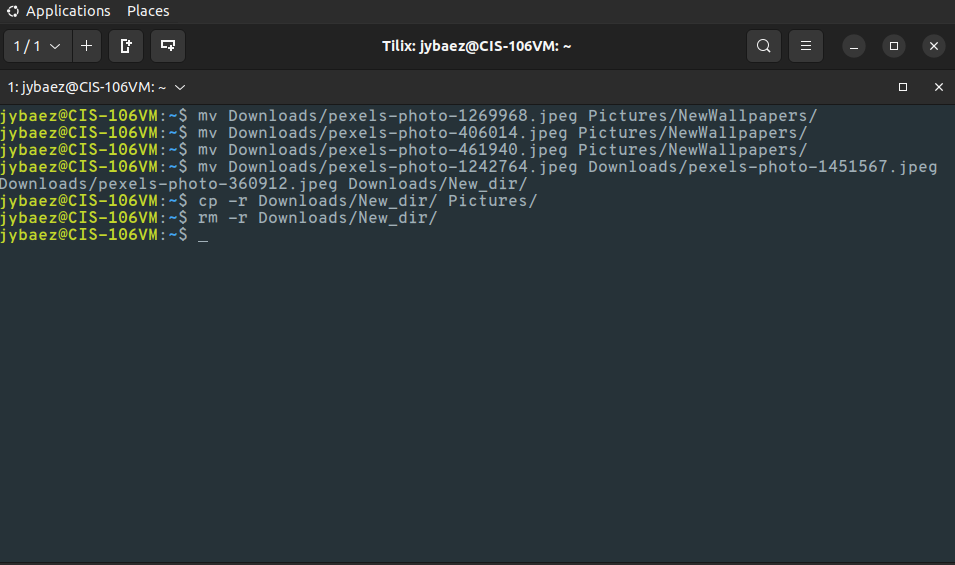 Applications Places
1 / 1
Tilix: jybaez@CIS-106VM: ~
1: jybaez@CIS-106VM: ~
jybaez@CIS-106VM:~$ mv Downloads/pexels-photo-1269968.jpeg Pictures/NewWallpapers/
jybaez@CIS-106VM:~$ mv Downloads/pexels-photo-406014.jpeg Pictures/NewWallpapers/
jybaez@CIS-106VM:~$ mv Downloads/pexels-photo-461940.jpeg Pictures/NewWallpapers/
jybaez@CIS-106VM:~$ mv Downloads/pexels-photo-1242764.jpeg Downloads/pexels-photo-1451567.jpeg
Downloads/pexels-photo-360912.jpeg Downloads/New_dir/
jybaez@CIS-106VM:~$ cp -r Downloads/New_dir/ Pictures/
jybaez@CIS-106VM:~$ rm -r Downloads/New_dir/
jybaez@CIS-106VM:~$ _